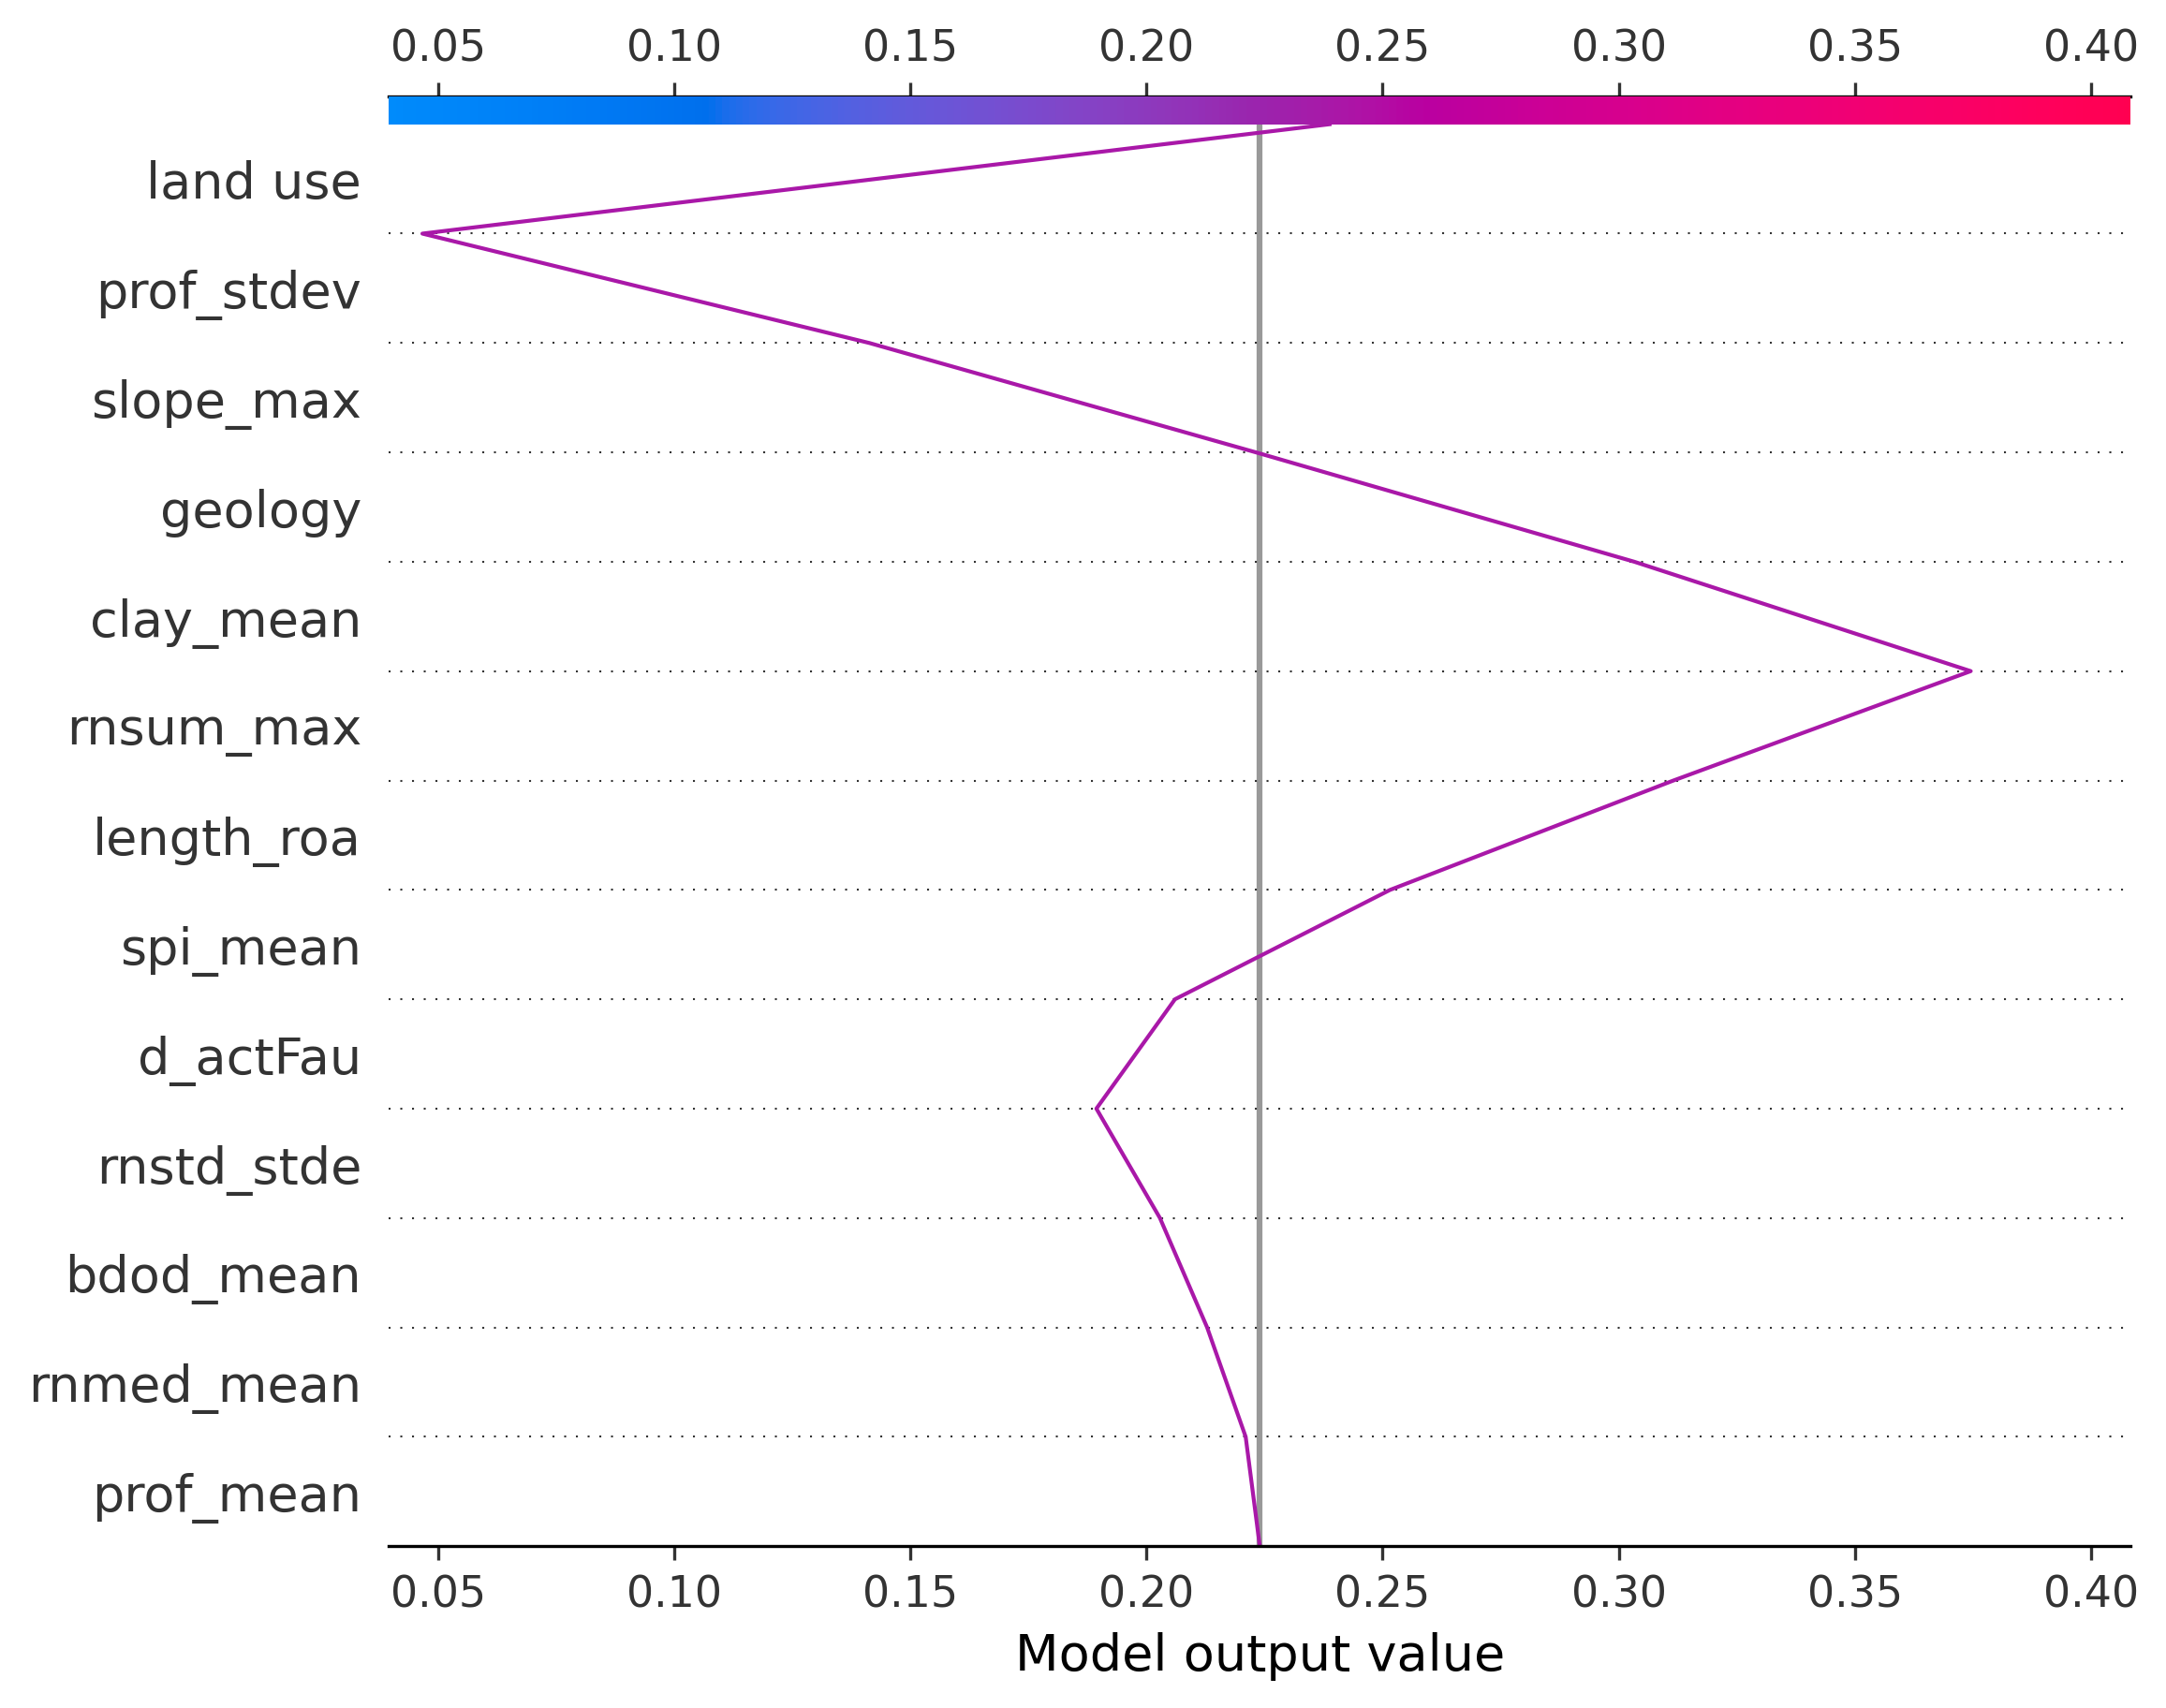 0.05 0.10 0.15 0.20 0.25 0.30 0.35 0.40
land use
prof_stdev
slope_max
geology
clay_mean
rnsum_max
length_roa
spi_mean
d_actFau
rnstd_stde
bdod_mean
rnmed_mean
prof_mean
0.05 0.10 0.15 0.20 0.25 0.30 0.35 0.40
Model output value